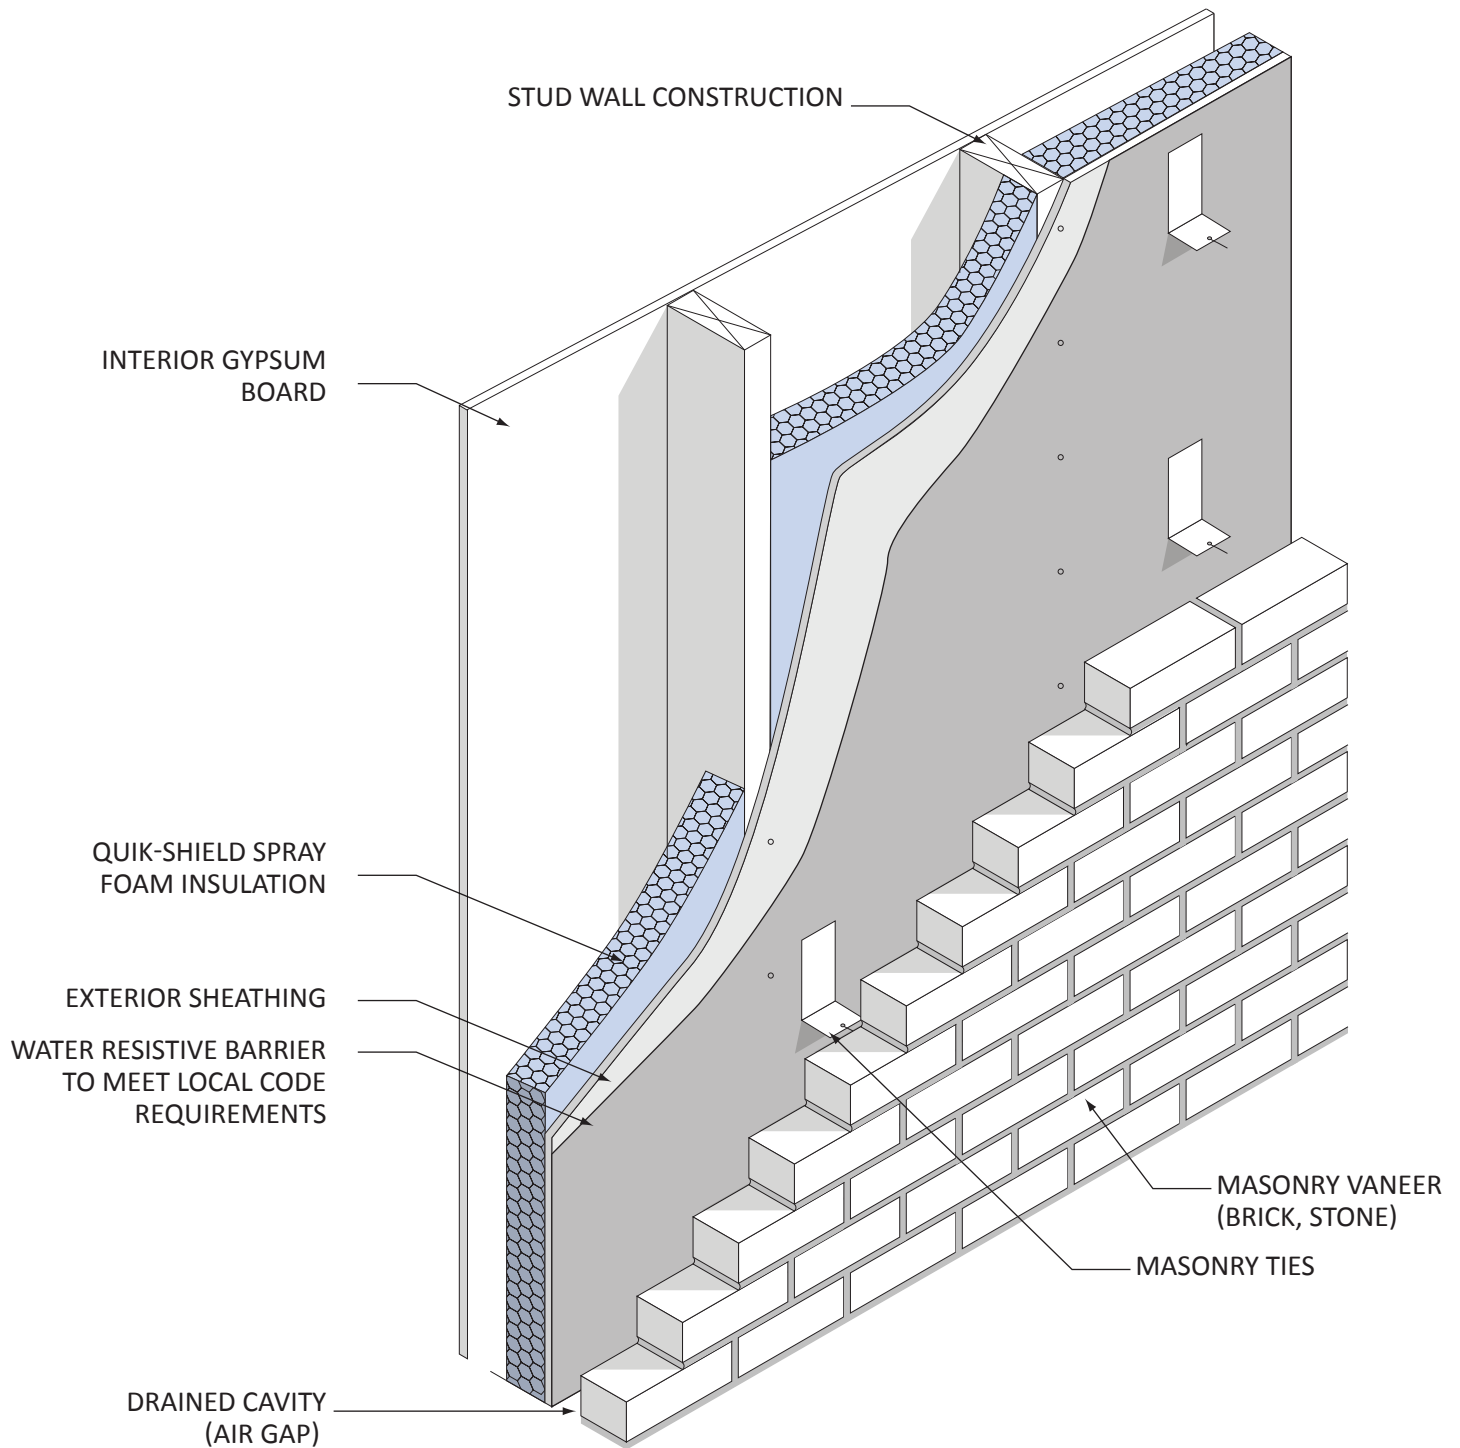 STUD WALL CONSTRUCTION
INTERIOR GYPSUM
BOARD
QUIK-SHIELD SPRAY
FOAM INSULATION
EXTERIOR SHEATHING
WATER RESISTIVE BARRIER
TO MEET LOCAL CODE
REQUIREMENTS
MASONRY VANEER
(BRICK, STONE)
MASONRY TIES
DRAINED CAVITY
(AIR GAP)